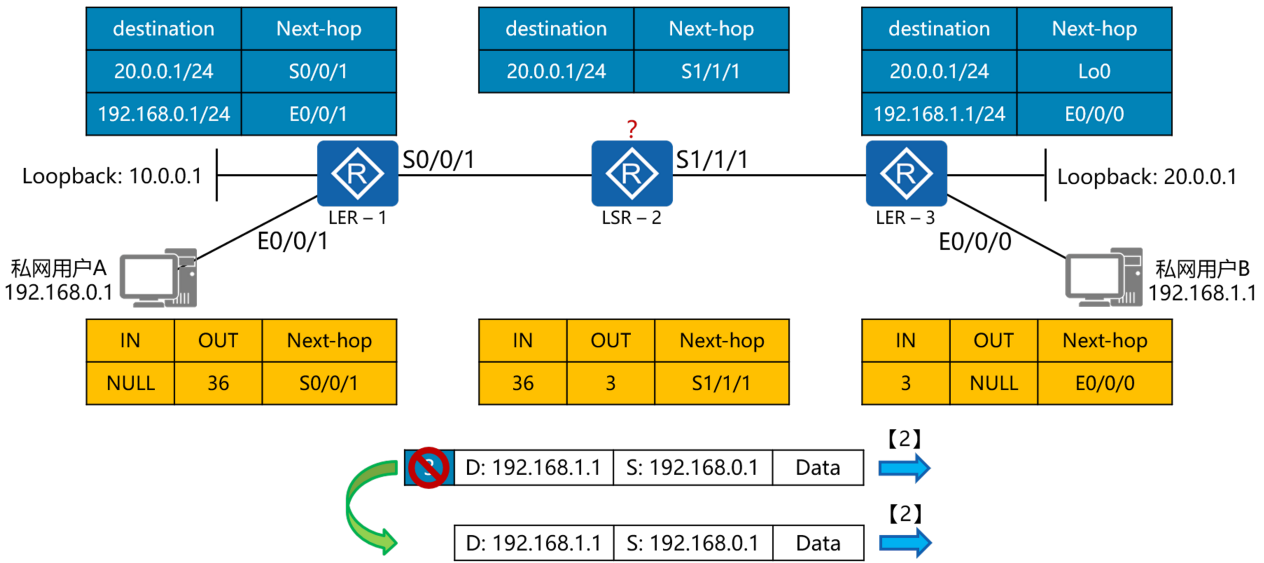 destination Next-hop
20.0.0.1/24 S0/0/1
192.168.0.1/24 E0/0/1
destination Next-hop
20.0.0.1/24 S1/1/1
destination Next-hop
20.0.0.1/24 Lo0
192.168.1.1/24 E0/0/0
?
Loopback: 10.0.0.1
R
S0/0/1
R
S1/1/1
R
Loopback: 20.0.0.1
LER – 1
LSR – 2
LER – 3
E0/0/1
E0/0/0
私网用户A
192.168.0.1
私网用户B
192.168.1.1
IN OUT Next-hop
NULL 36 S0/0/1
IN OUT Next-hop
36 3 S1/1/1
IN OUT Next-hop
3 NULL E0/0/0
3 D: 192.168.1.1 S: 192.168.0.1 Data 【2】
D: 192.168.1.1 S: 192.168.0.1 Data 【2】